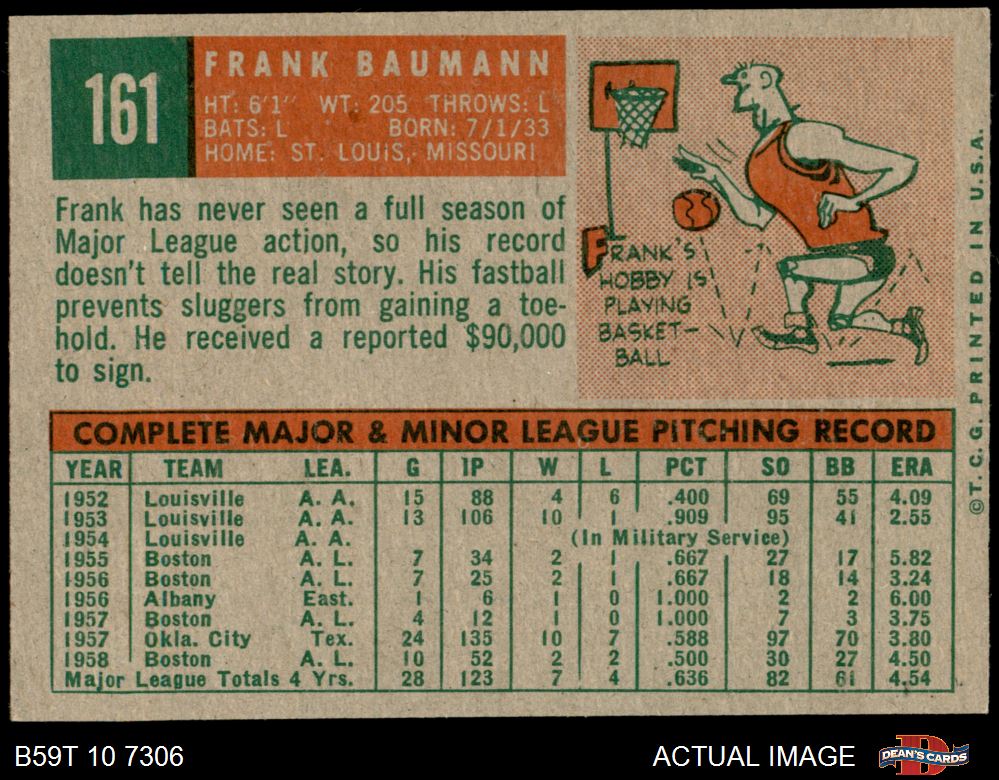 161
FRANK BAUMANN
HT: 6'1" WT: 205 THROWS: L
BATS: L BORN: 7/1/33
HOME: ST. LOUIS, MISSOURI
Frank has never seen a full season of
Major League action, so his record
doesn't tell the real story. His fastball
prevents sluggers from gaining a toe-
hold. He received a reported $90,000
to sign.
FRANK'S
HOBBY IS
PLAYING
BASKET-
BALL
COMPLETE MAJOR & MINOR LEAGUE PITCHING RECORD
YEAR TEAM LEA. G IP W L PCT SO BB ERA
1952 Louisville A. A. 15 88 4 6 .400 69 55 4.09
1953 Louisville A. A. 13 106 10 1 .909 95 41 2.55
1954 Louisville A. A. (In Military Service)
1955 Boston A. L. 7 34 2 1 .667 27 17 5.82
1956 Boston A. L. 7 25 2 1 .667 18 14 3.24
1956 Albany East. 1 6 1 0 1.000 2 2 6.00
1957 Boston A. L. 4 12 1 0 1.000 7 3 3.75
1957 Okla. City Tex. 24 135 10 7 .588 97 70 3.80
1958 Boston A. L. 10 52 2 2 .500 30 27 4.50
Major League Totals 4 Yrs. 28 123 7 4 .636 82 61 4.54
© T. C. G. PRINTED IN U.S.A.
B59T 10 7306
ACTUAL IMAGE
D
DEAN'S CARDS